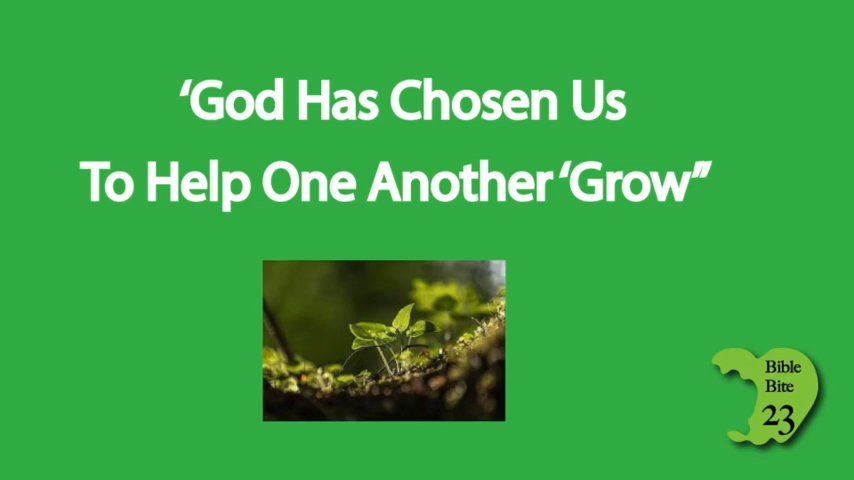 ‘God Has Chosen Us
To Help One Another ‘Grow”
Bible
Bite
23